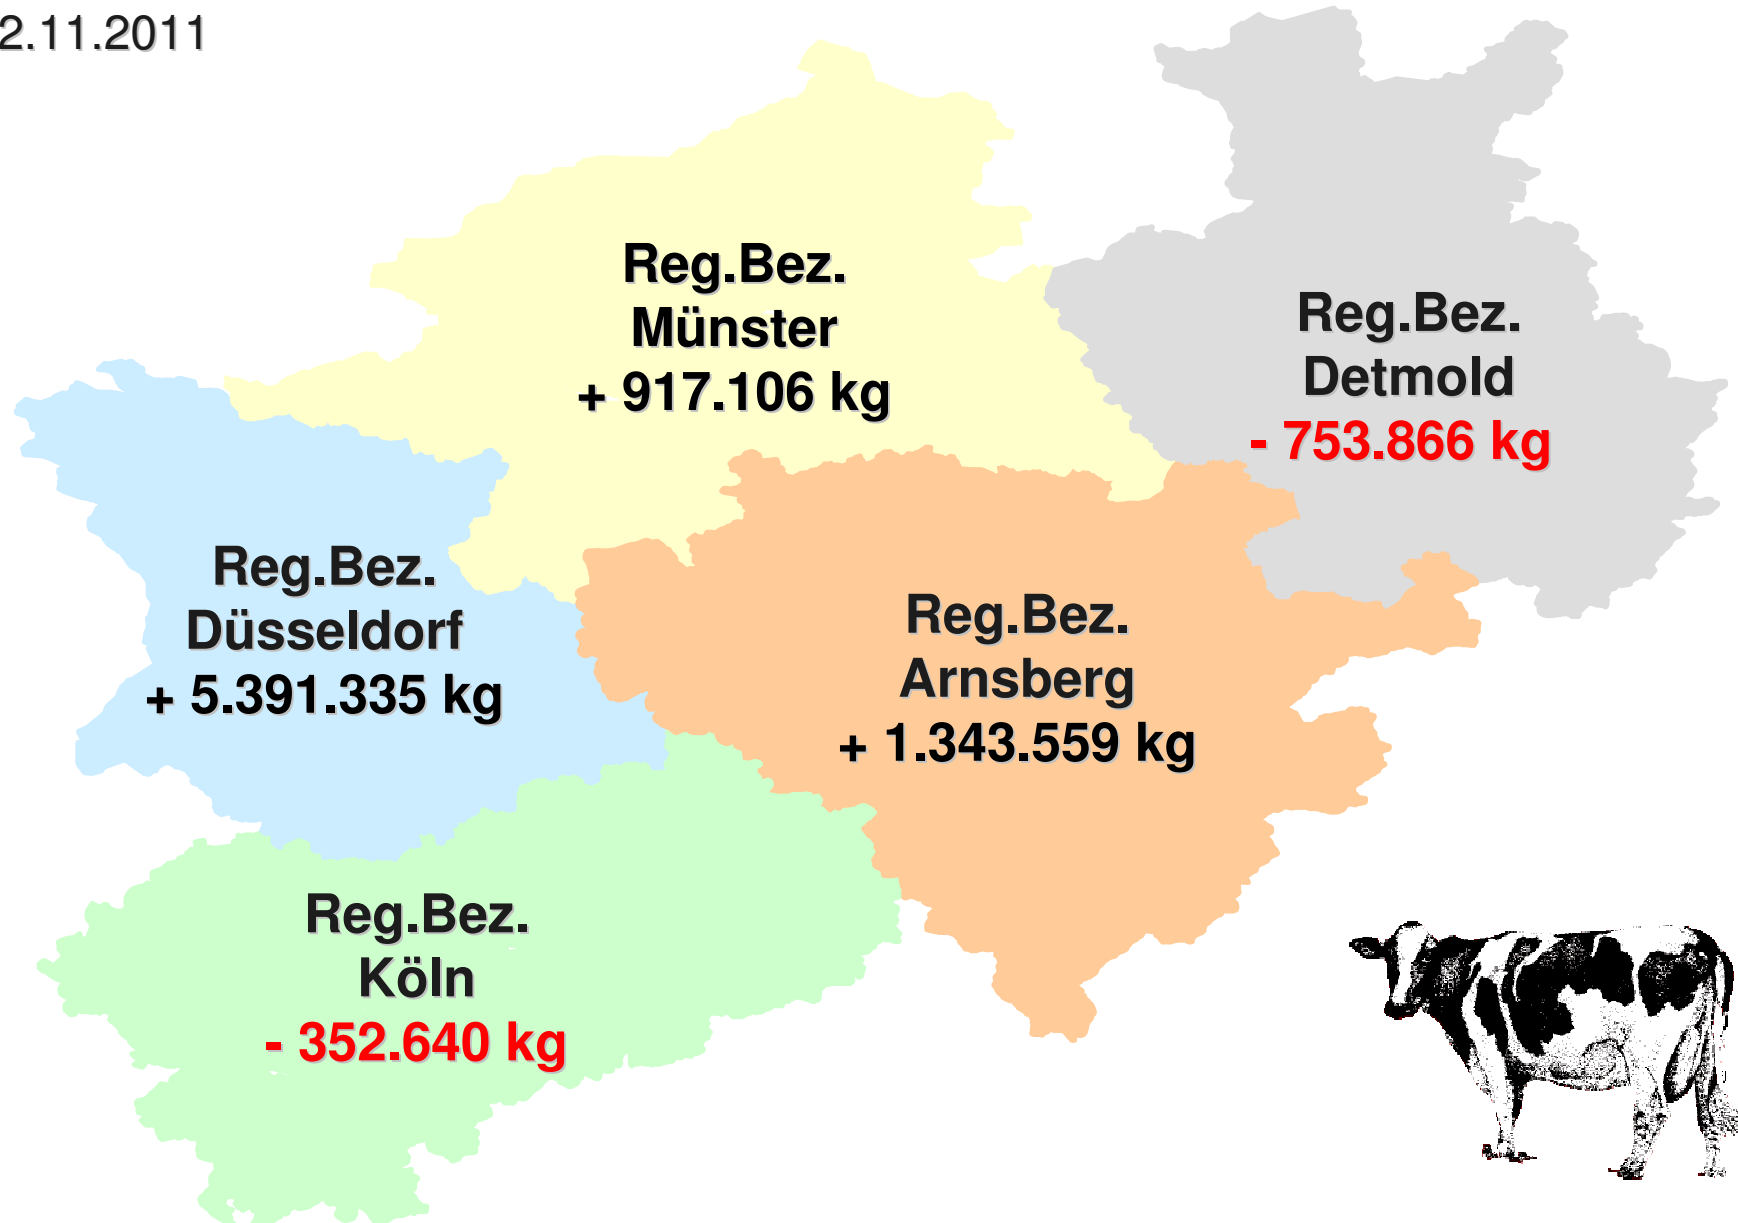 2.11.2011
Reg.Bez.
Münster
+ 917.106 kg
Reg.Bez.
Detmold
- 753.866 kg
Reg.Bez.
Düsseldorf
+ 5.391.335 kg
Reg.Bez.
Arnsberg
+ 1.343.559 kg
Reg.Bez.
Köln
- 352.640 kg